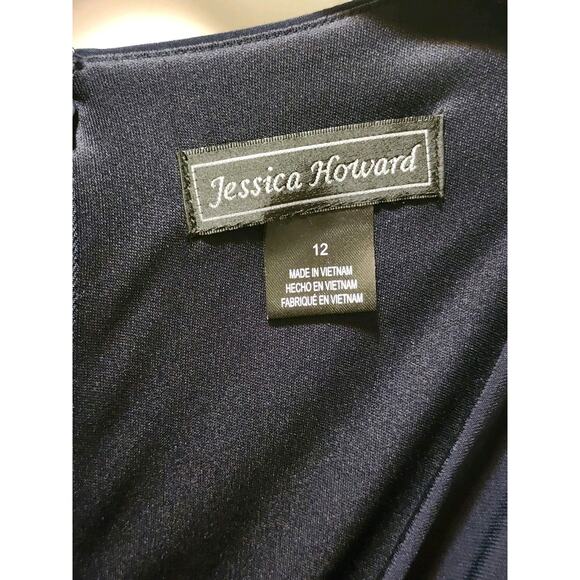 Jessica Howard
12
MADE IN VIETNAM
HECHO EN VIETNAM
FABRIQUÉ EN VIETNAM